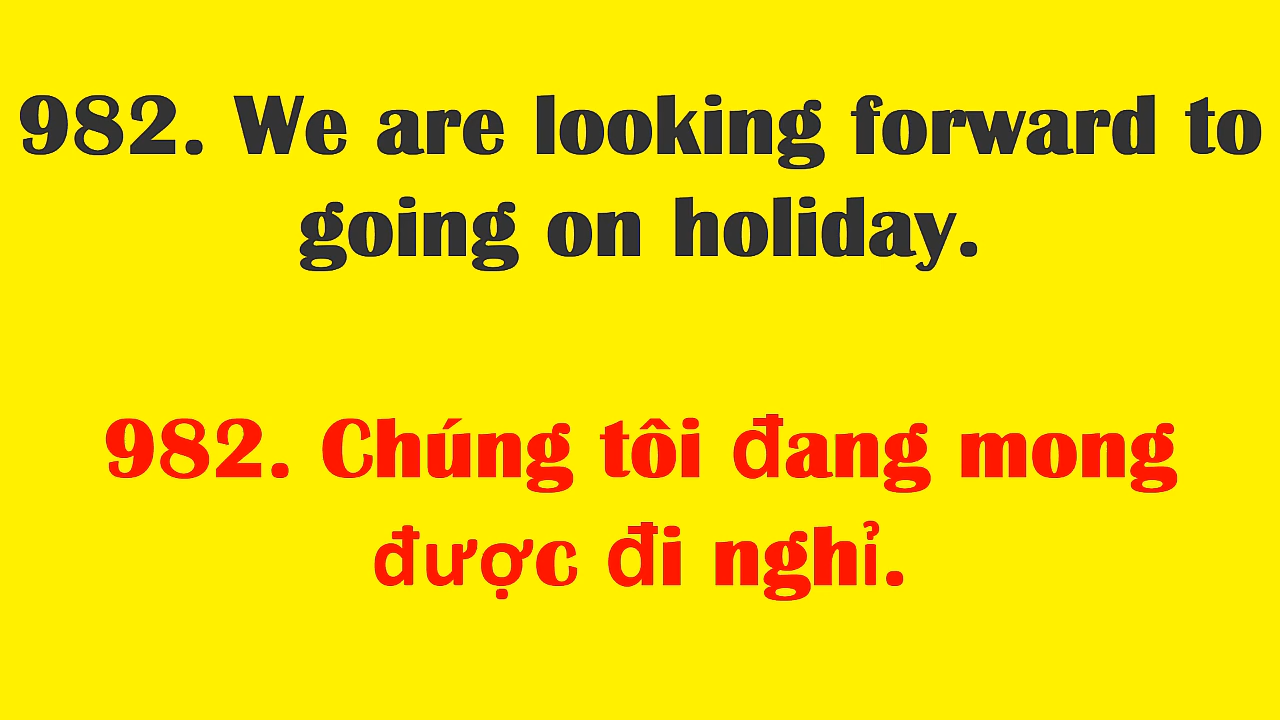 982. We are looking forward to
going on holiday.
982. Chúng tôi đang mong
được đi nghỉ.